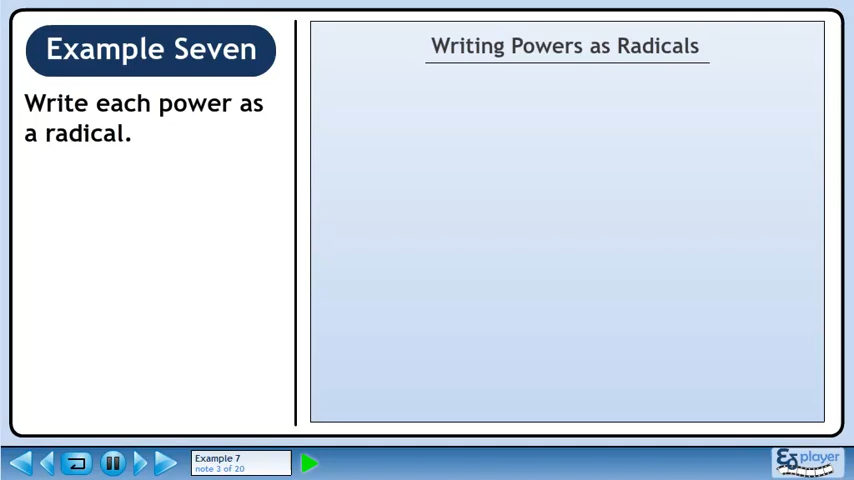 Example Seven
Write each power as
a radical.
Writing Powers as Radicals
Example 7
note 3 of 20
player